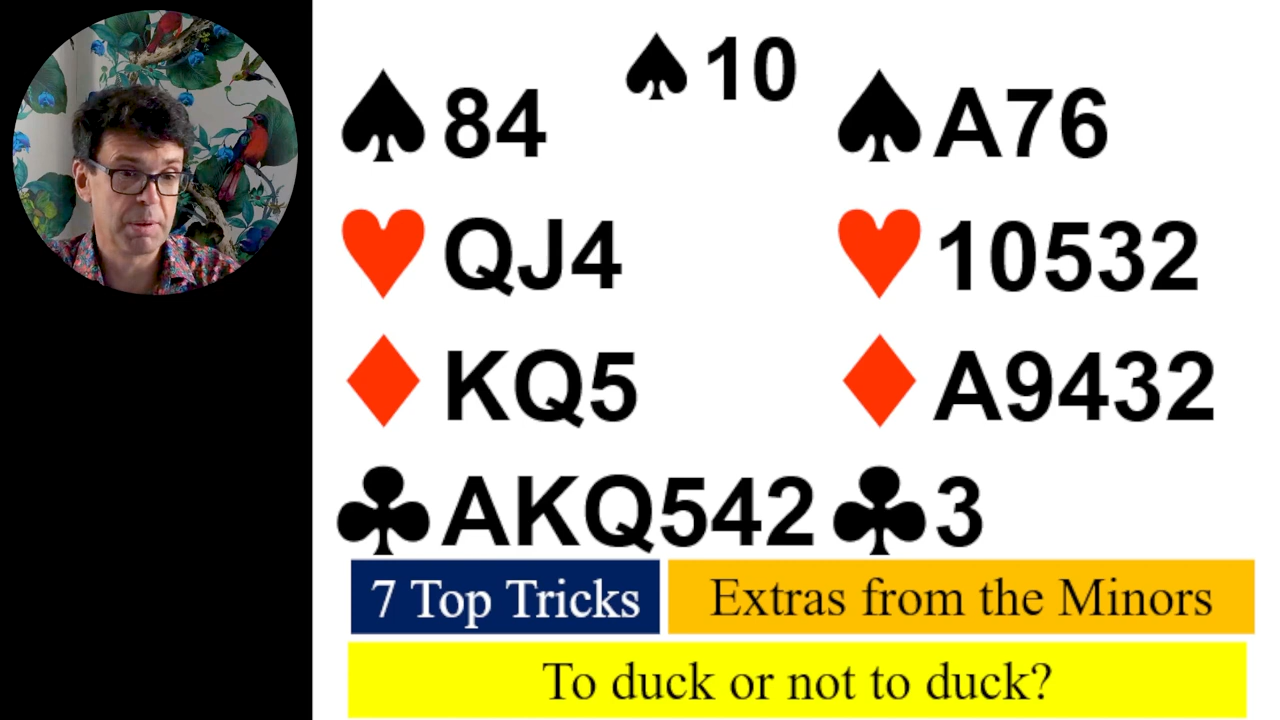 ♠10
♠84 ♠A76
♥QJ4 ♥10532
♦KQ5 ♦A9432
♣AKQ542 ♣3
7 Top Tricks Extras from the Minors
To duck or not to duck?